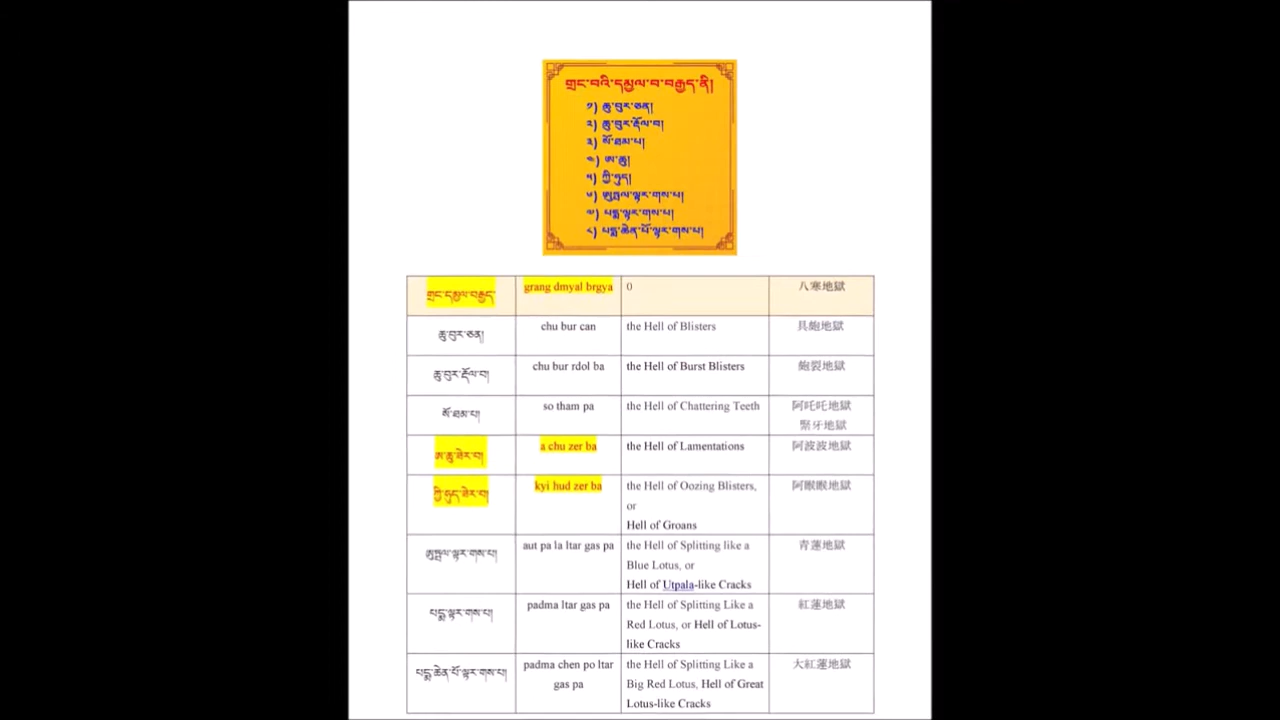 གྲང་བའི་དམྱལ་བ་བརྒྱད་ནི།
༡) ཆུ་བུར་ཅན།
༢) ཆུ་བུར་རྡོལ་བ།
༣) སོ་ཐམ་པ།
༤) ཨ་ཆུ།
༥) ཀྱི་ཧུད།
༦) ཨུཏྤལ་ལྟར་གས་པ།
༧) པདྨ་ལྟར་གས་པ།
༨) པདྨ་ཆེན་པོ་ལྟར་གས་པ།
གྲང་དམྱལ་བརྒྱད་ grang dmyal brgya 0 八寒地獄
ཆུ་བུར་ཅན། chu bur can the Hell of Blisters 具皰地獄
ཆུ་བུར་རྡོལ་བ། chu bur rdol ba the Hell of Burst Blisters 皰裂地獄
སོ་ཐམ་པ། so tham pa the Hell of Chattering Teeth 阿吒吒地獄
緊牙地獄
ཨ་ཆུ་ཟེར་བ། a chu zer ba the Hell of Lamentations 阿波波地獄
ཀྱི་ཧུད་ཟེར་བ། kyi hud zer ba the Hell of Oozing Blisters, 阿睺睺地獄
or
Hell of Groans
ཨུཏྤལ་ལྟར་གས་པ། aut pa la ltar gas pa the Hell of Splitting like a 青蓮地獄
Blue Lotus, or
Hell of Utpala-like Cracks
པདྨ་ལྟར་གས་པ། padma ltar gas pa the Hell of Splitting Like a 紅蓮地獄
Red Lotus, or Hell of Lotus-
like Cracks
པདྨ་ཆེན་པོ་ལྟར་གས་པ། padma chen po ltar the Hell of Splitting Like a 大紅蓮地獄
gas pa Big Red Lotus, Hell of Great
Lotus-like Cracks